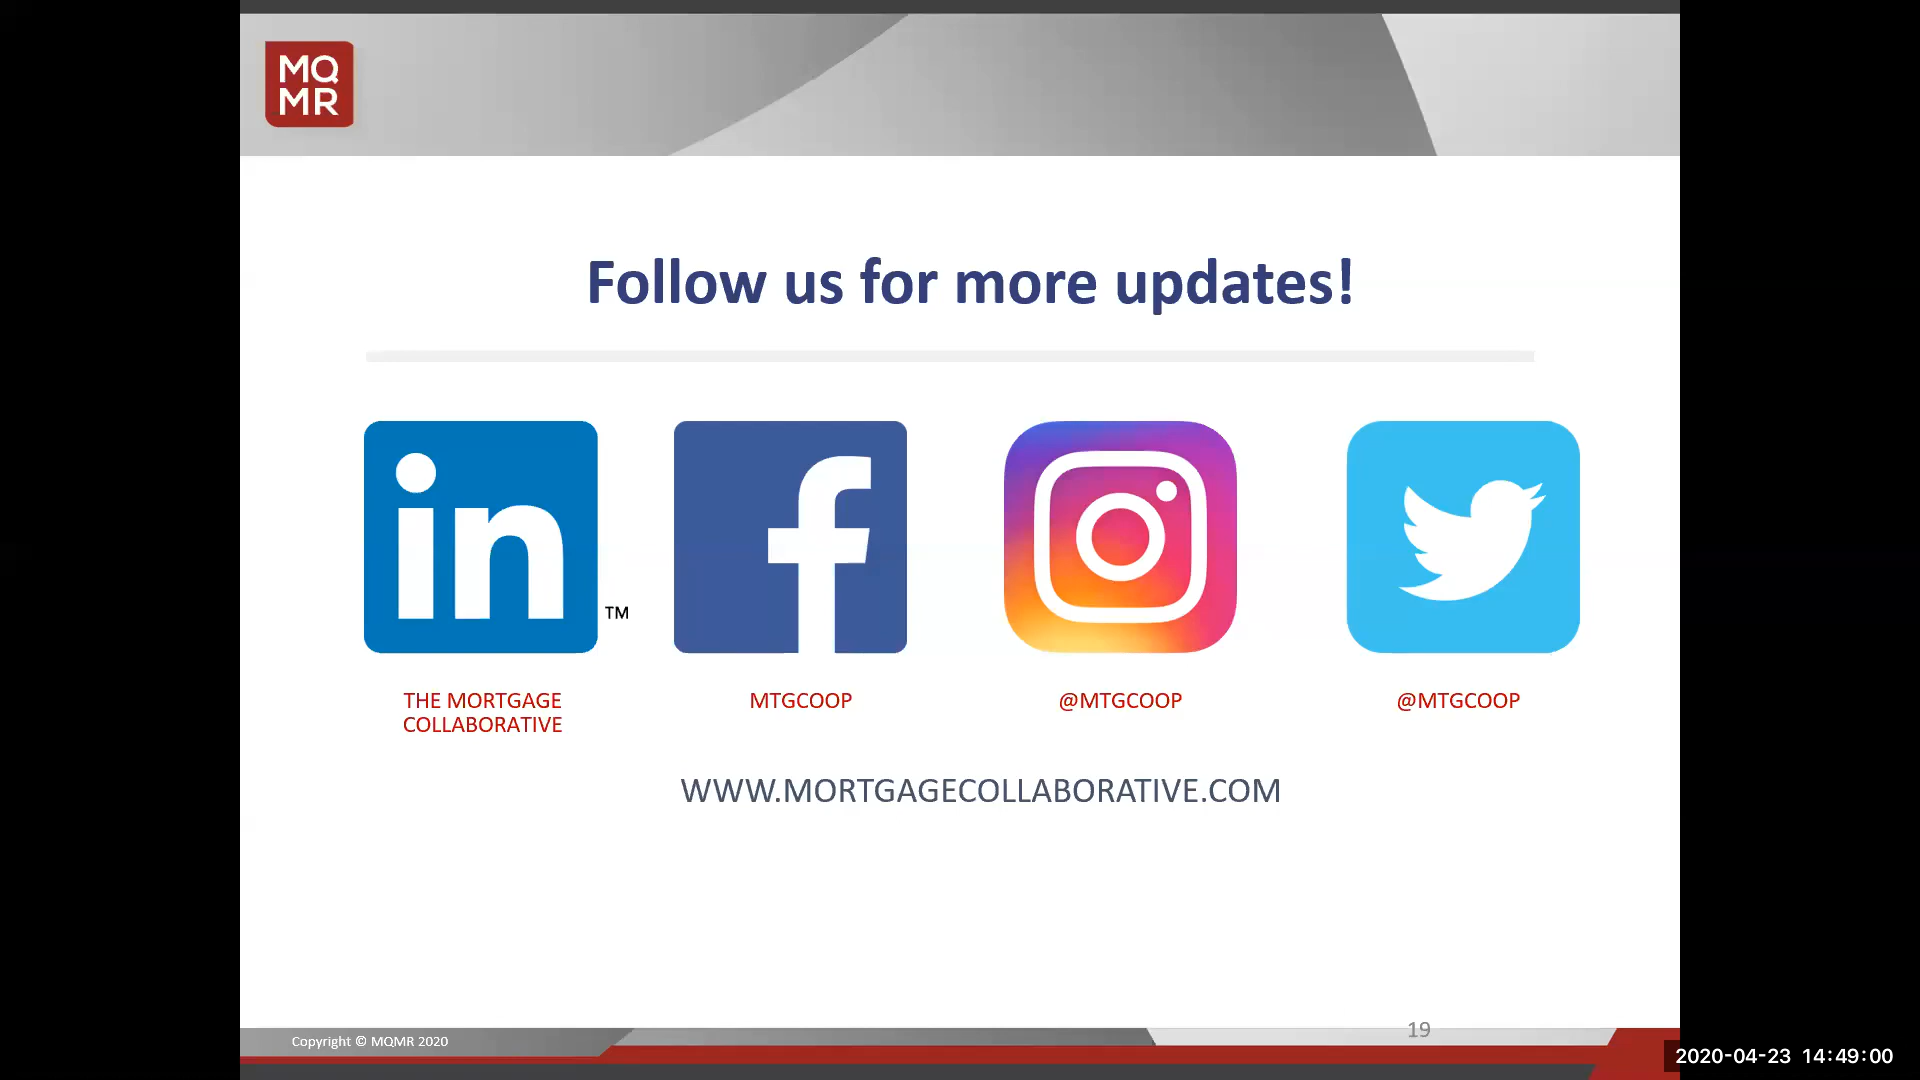 MQ
MR
Follow us for more updates!
in
TM
f
THE MORTGAGE
COLLABORATIVE
MTGCOOP
@MTGCOOP
@MTGCOOP
WWW.MORTGAGECOLLABORATIVE.COM
19
Copyright © MQMR 2020
2020-04-23 14:49:00